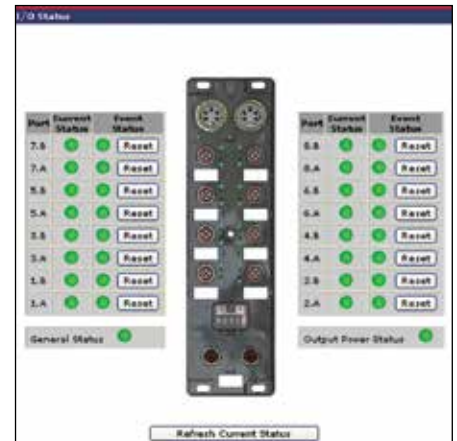 I/O Status
Port Current Status Event Status
7.B Reset
7.A Reset
5.B Reset
5.A Reset
3.B Reset
3.A Reset
1.B Reset
1.A Reset
General Status
Port Current Status Event Status
8.B Reset
8.A Reset
6.B Reset
6.A Reset
4.B Reset
4.A Reset
2.B Reset
2.A Reset
Output Power Status
Refresh Current Status